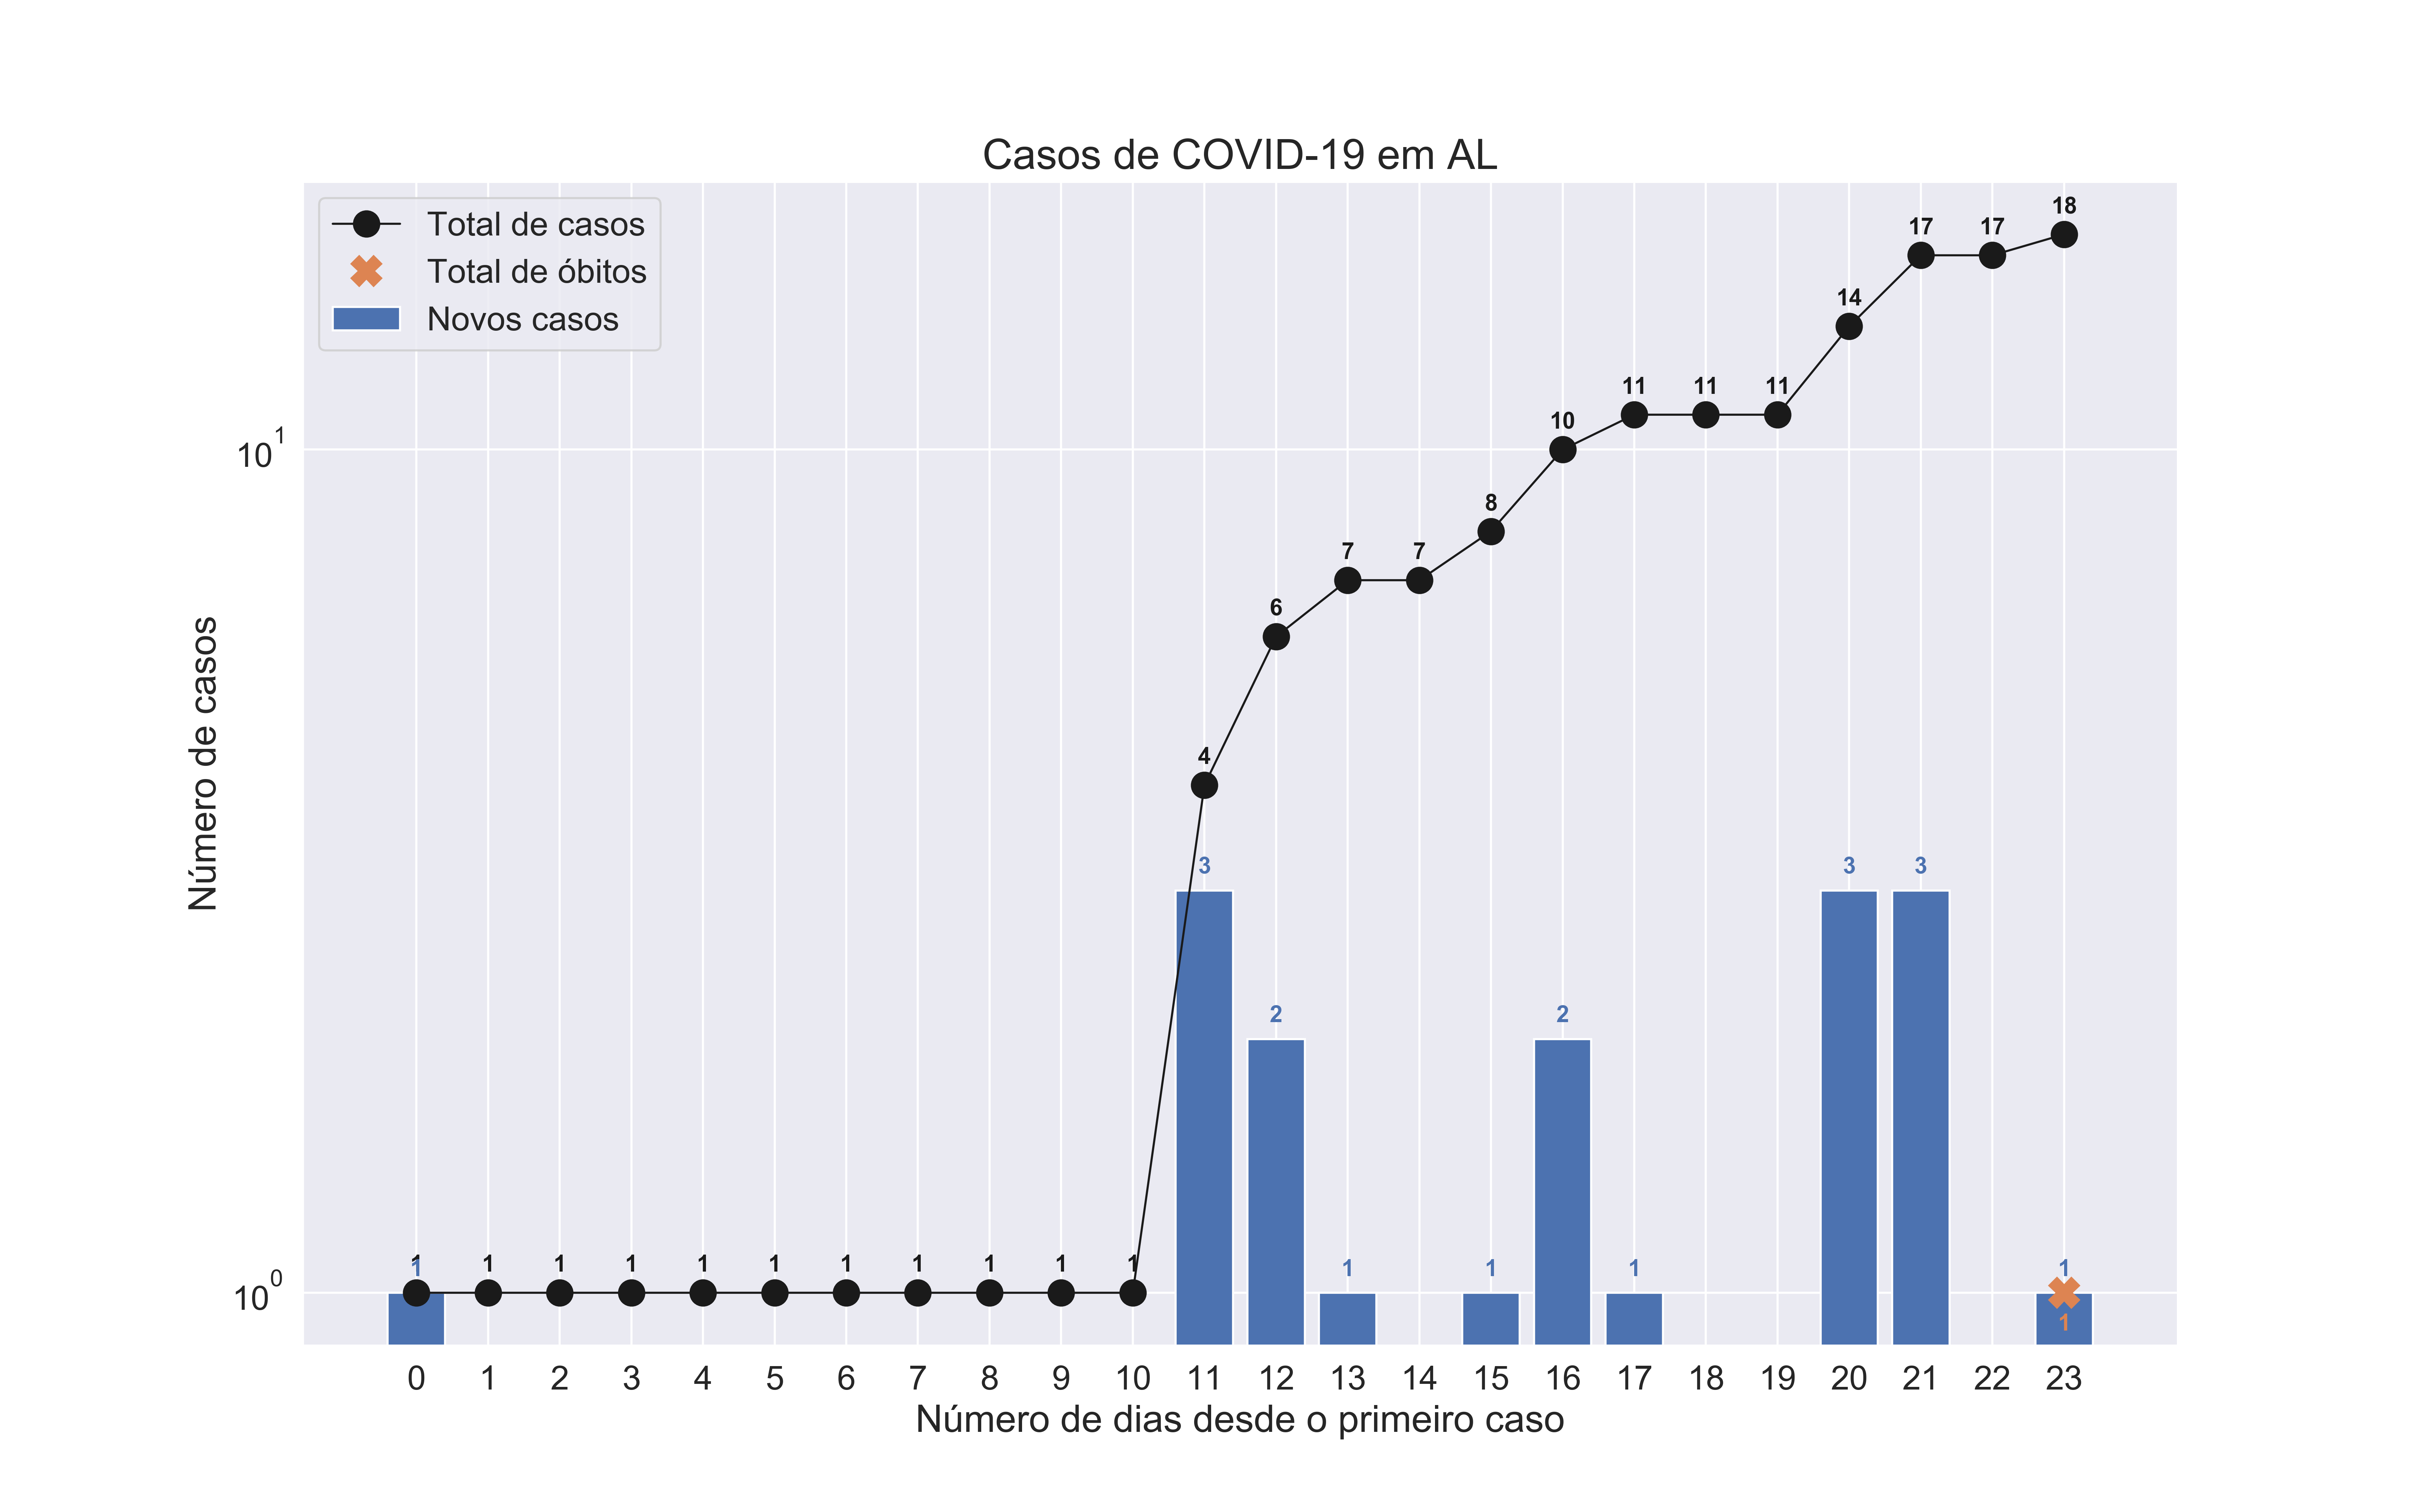 Casos de COVID-19 em AL
Total de casos
Total de óbitos
Novos casos
Número de casos
10^1
10^0
1 1 1 1 1 1 1 1 1 1 1 4 6 7 7 8 10 11 11 11 14 17 17 18
1 3 2 1 1 2 1 3 3 1
1
0 1 2 3 4 5 6 7 8 9 10 11 12 13 14 15 16 17 18 19 20 21 22 23
Número de dias desde o primeiro caso